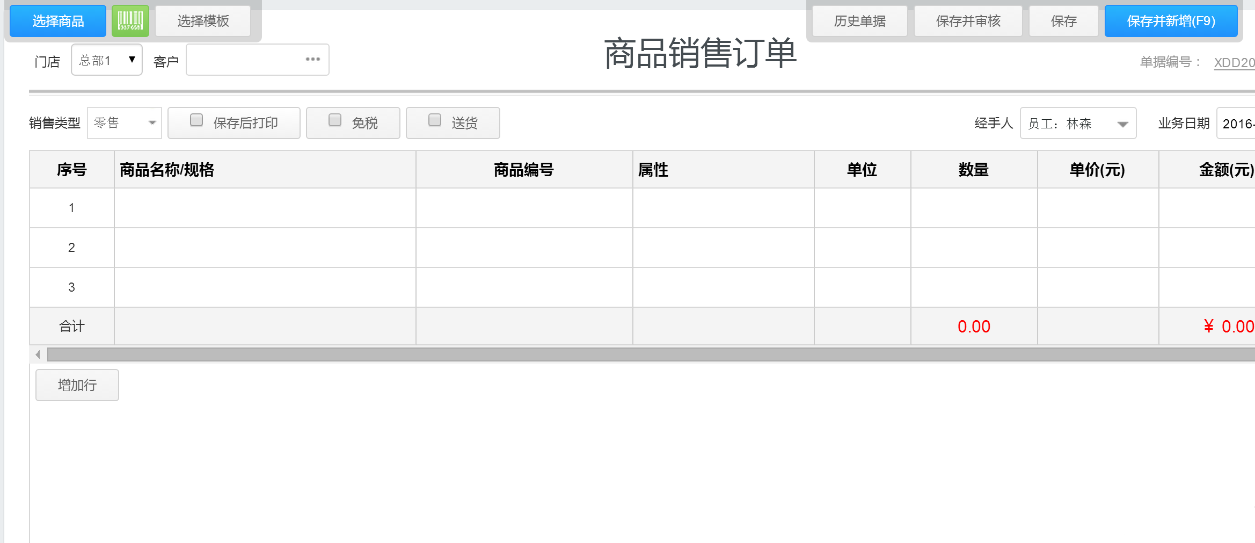 选择商品 选择模板 历史单据 保存并审核 保存 保存并新增(F9)
商品销售订单
门店 总部1 客户 ••• 单据编号： XDD20
销售类型 零售 保存后打印 免税 送货 经手人 员工：林森 业务日期 2016-
序号 商品名称/规格 商品编号 属性 单位 数量 单价(元) 金额(元)
1
2
3
合计 0.00 ¥ 0.00
增加行